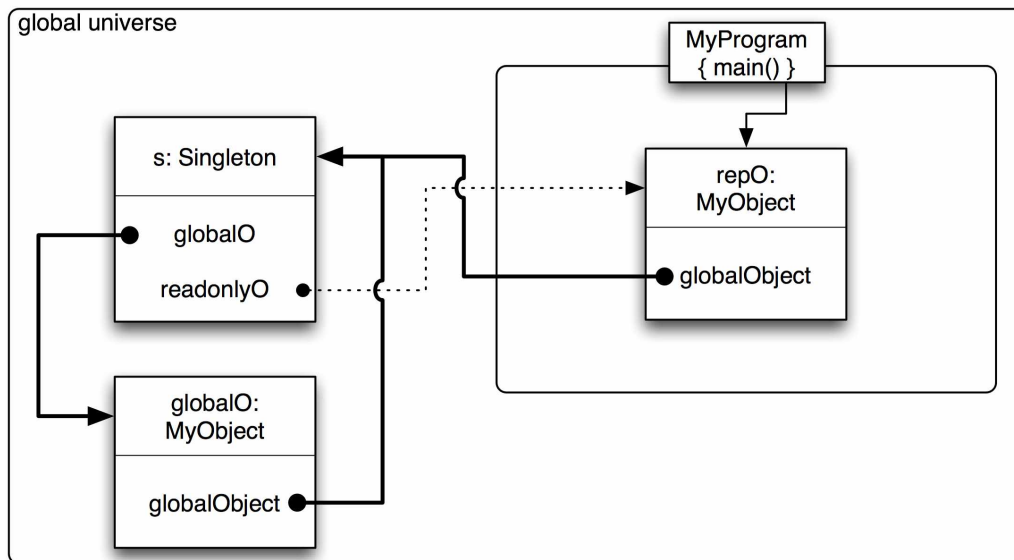 global universe
MyProgram
{ main() }
s: Singleton
globalO
readonlyO
repO:
MyObject
globalObject
globalO:
MyObject
globalObject